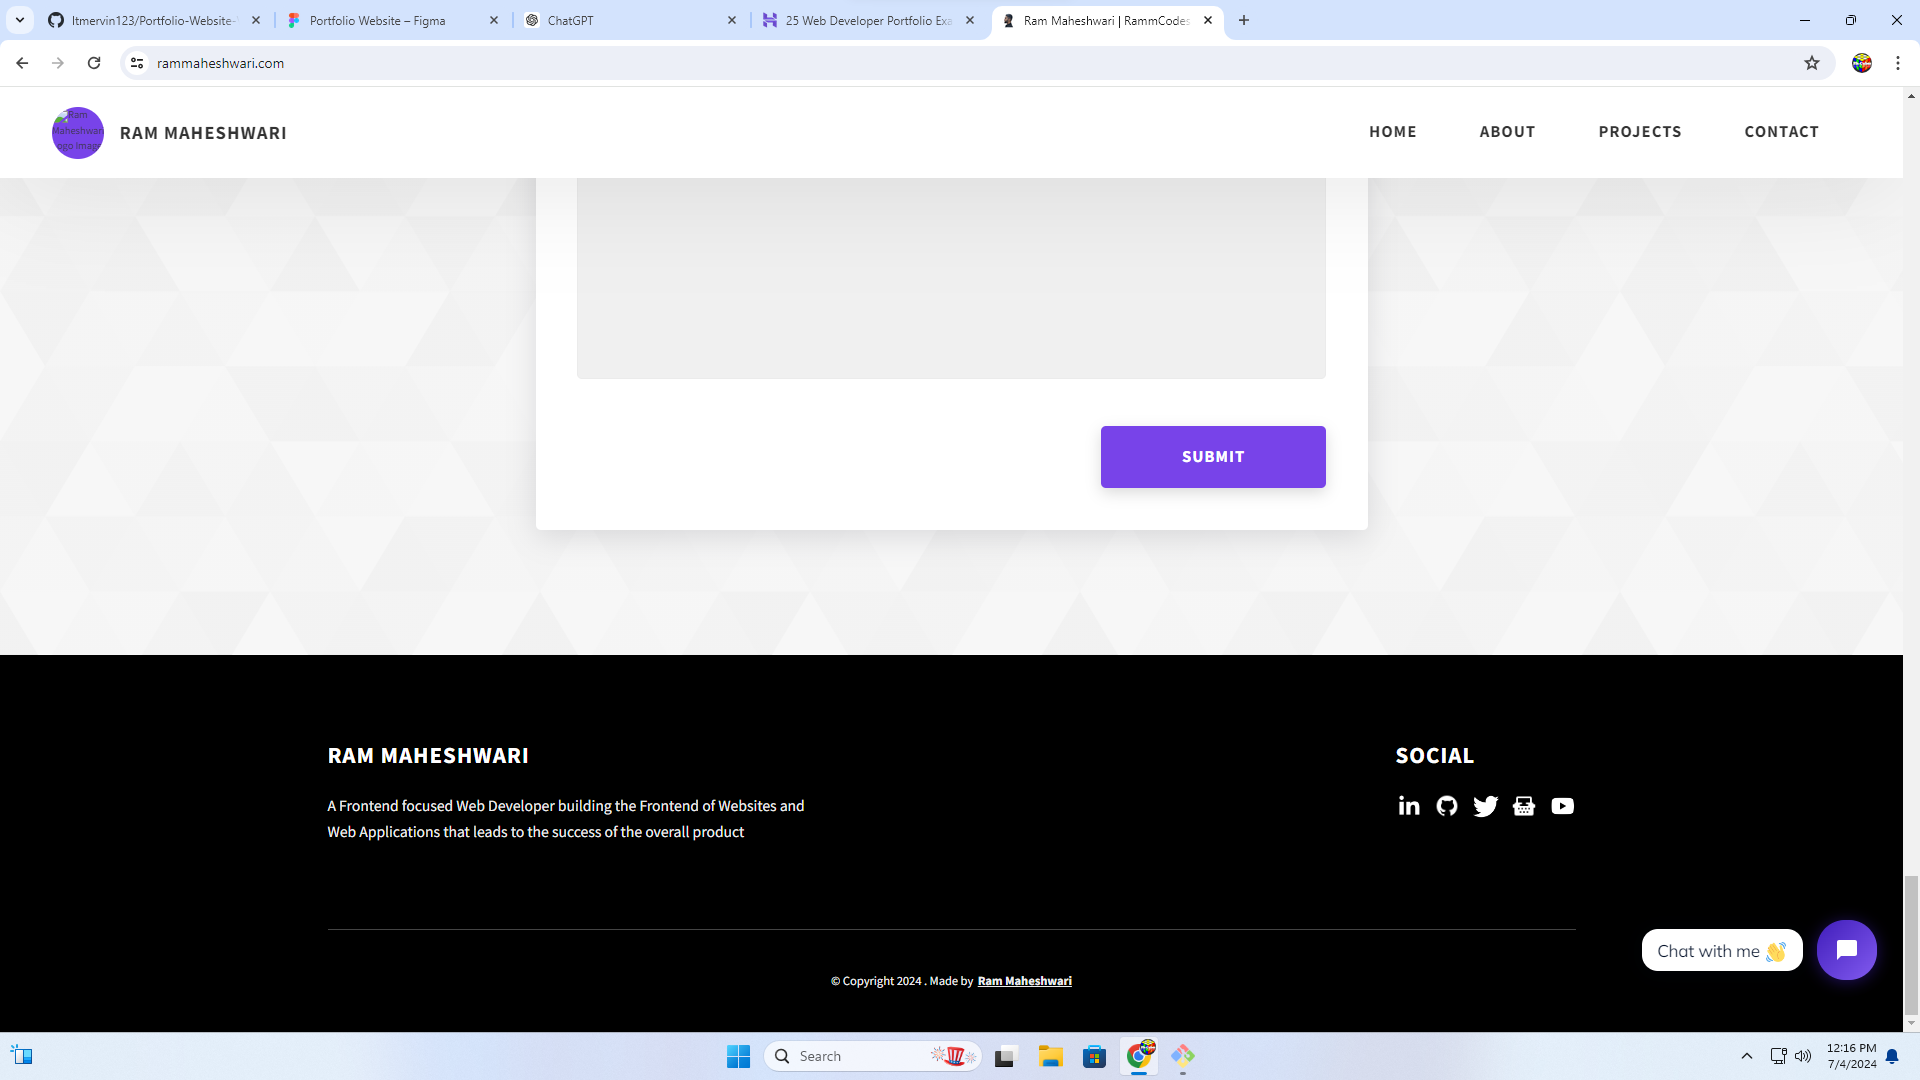 Itmervin123/Portfolio-Website-
Portfolio Website – Figma
ChatGPT
25 Web Developer Portfolio Exa
Ram Maheshwari | RammCodes
rammaheshwari.com
Ram
Maheshwari
ogo Image
RAM MAHESHWARI
HOME
ABOUT
PROJECTS
CONTACT
SUBMIT
RAM MAHESHWARI
A Frontend focused Web Developer building the Frontend of Websites and
Web Applications that leads to the success of the overall product
SOCIAL
Chat with me
© Copyright 2024 . Made by Ram Maheshwari
Search
12:16 PM
7/4/2024